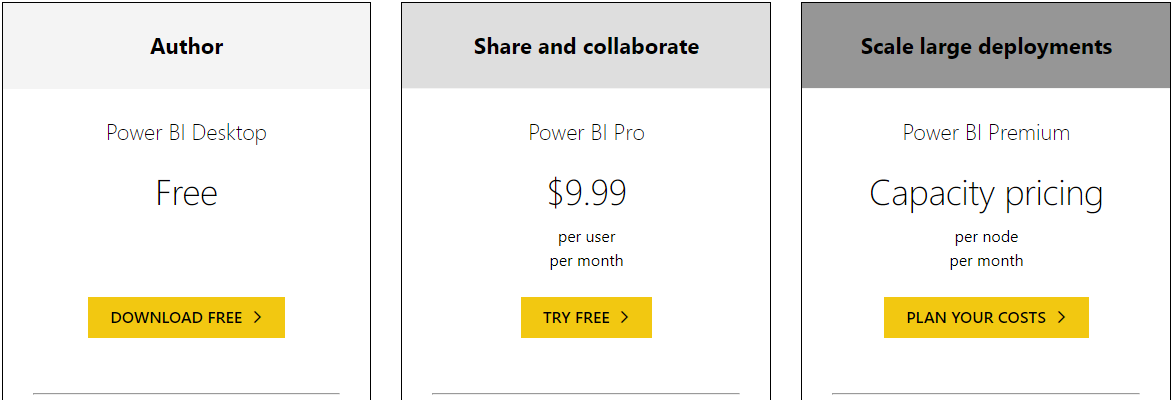 Author
Power BI Desktop
Free
DOWNLOAD FREE
Share and collaborate
Power BI Pro
$9.99
per user
per month
TRY FREE
Scale large deployments
Power BI Premium
Capacity pricing
per node
per month
PLAN YOUR COSTS